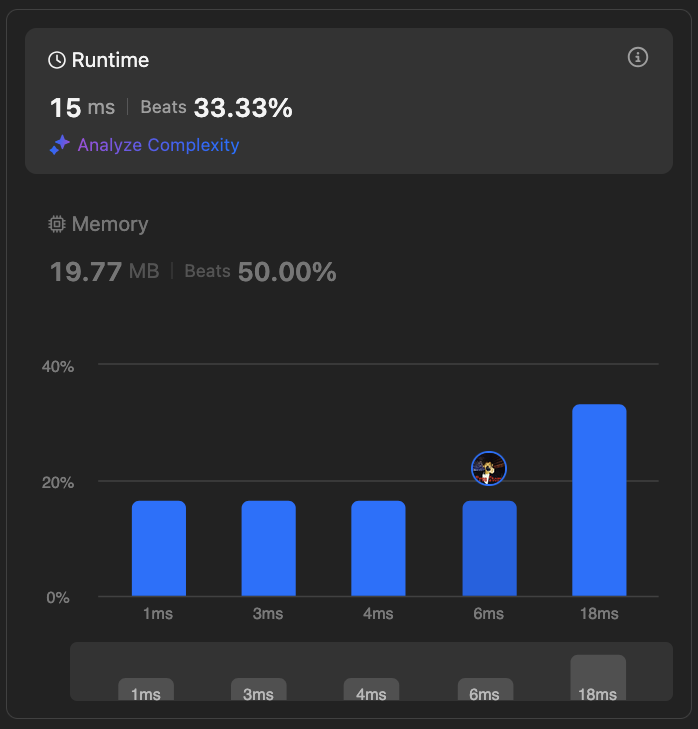 Runtime
15 ms | Beats 33.33%
Analyze Complexity
Memory
19.77 MB | Beats 50.00%
40%
20%
0%
1ms 3ms 4ms 6ms 18ms
1ms 3ms 4ms 6ms 18ms